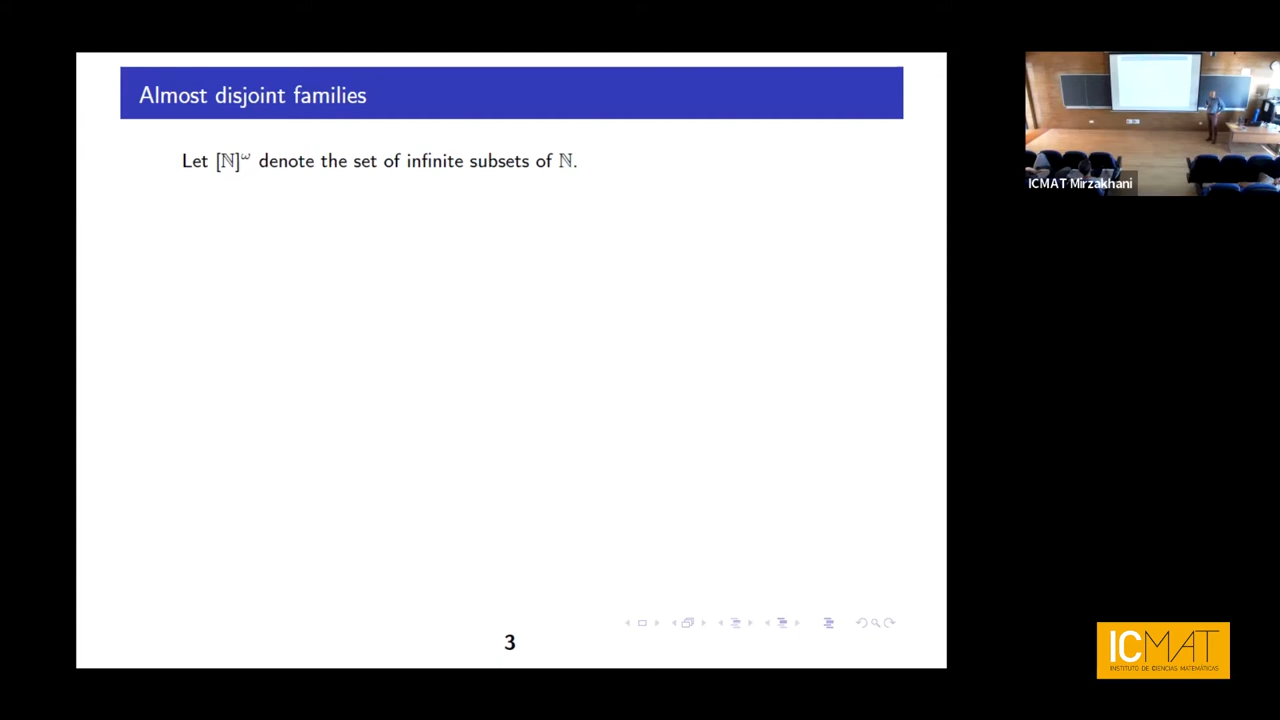 Almost disjoint families
Let [ℕ]^ω denote the set of infinite subsets of ℕ.
3
ICMAT Mirzakhani
ICMAT
INSTITUTO DE CIENCIAS MATEMÁTICAS